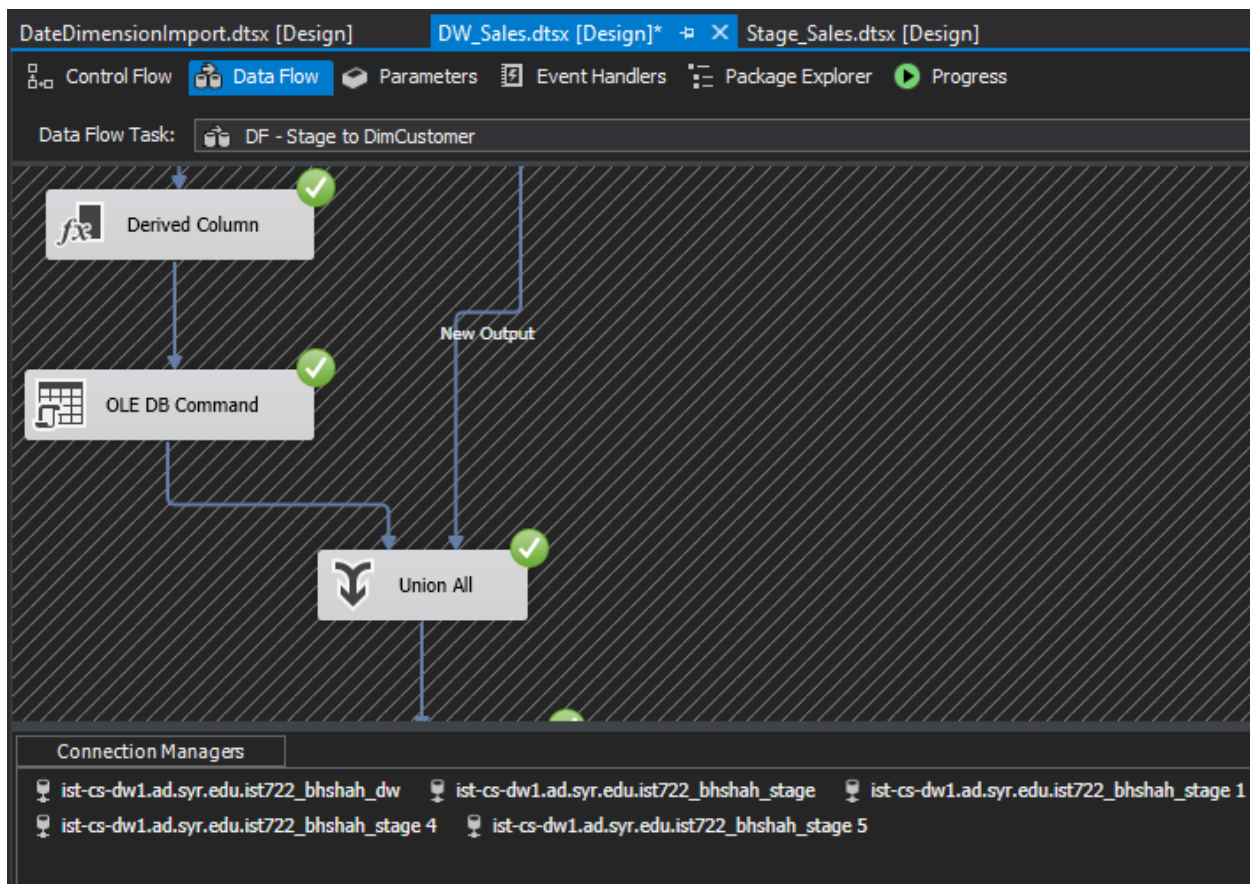 DateDimensionImport.dtsx [Design] DW_Sales.dtsx [Design]* Stage_Sales.dtsx [Design]
Control Flow Data Flow Parameters Event Handlers Package Explorer Progress
Data Flow Task: DF - Stage to DimCustomer
fx Derived Column
New Output
OLE DB Command
Union All
Connection Managers
ist-cs-dw1.ad.syr.edu.ist722_bhshah_dw ist-cs-dw1.ad.syr.edu.ist722_bhshah_stage ist-cs-dw1.ad.syr.edu.ist722_bhshah_stage 1
ist-cs-dw1.ad.syr.edu.ist722_bhshah_stage 4 ist-cs-dw1.ad.syr.edu.ist722_bhshah_stage 5